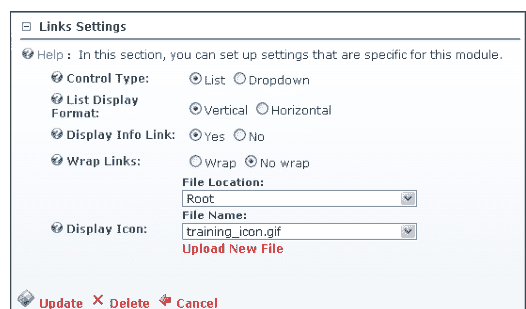 Links Settings
Help : In this section, you can set up settings that are specific for this module.
Control Type: List Dropdown
List Display
Format: Vertical Horizontal
Display Info Link: Yes No
Wrap Links: Wrap No wrap
File Location:
Root
File Name:
Display Icon: training_icon.gif
Upload New File
Update Delete Cancel